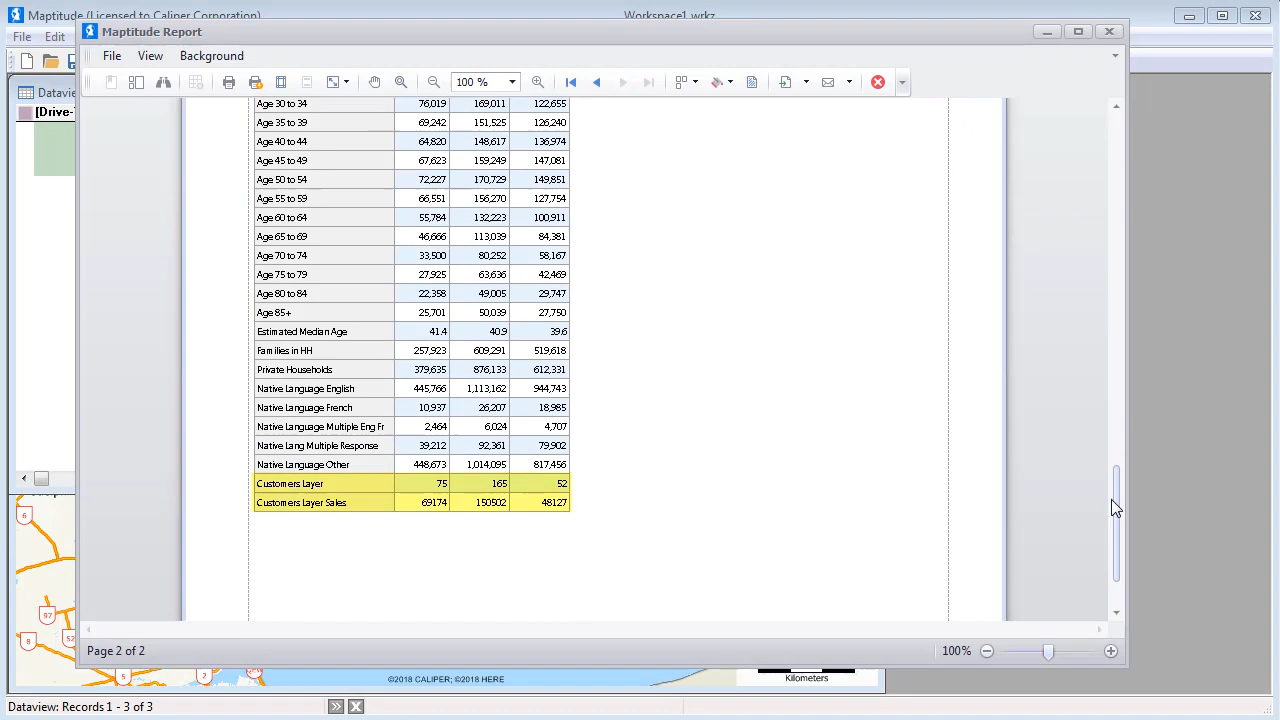 Maptitude (Licensed to Caliper Corporation)
Workspace1.wrkz
File Edit
Maptitude Report
File View Background
100 %
Datavie
[Drive-
Age 30 to 34 76,019 169,011 122,655
Age 35 to 39 69,242 151,525 126,240
Age 40 to 44 64,820 148,617 136,974
Age 45 to 49 67,623 159,249 147,081
Age 50 to 54 72,227 170,729 149,851
Age 55 to 59 66,551 156,270 127,754
Age 60 to 64 55,784 132,223 100,911
Age 65 to 69 46,666 113,039 84,381
Age 70 to 74 33,500 80,252 58,167
Age 75 to 79 27,925 63,636 42,469
Age 80 to 84 22,358 49,005 29,747
Age 85+ 25,701 50,039 27,750
Estimated Median Age 41.4 40.9 39.6
Families in HH 257,923 609,291 519,618
Private Households 379,635 876,133 612,331
Native Language English 445,766 1,113,162 944,743
Native Language French 10,937 26,207 18,985
Native Language Multiple Eng Fr 2,464 6,024 4,707
Native Lang Multiple Response 39,212 92,361 79,902
Native Language Other 448,673 1,014,095 817,456
Customers Layer 75 165 52
Customers Layer Sales 69174 150502 48127
6
97
8
52
5
2
Page 2 of 2
100%
©2018 CALIPER; ©2018 HERE
Kilometers
Dataview: Records 1 - 3 of 3